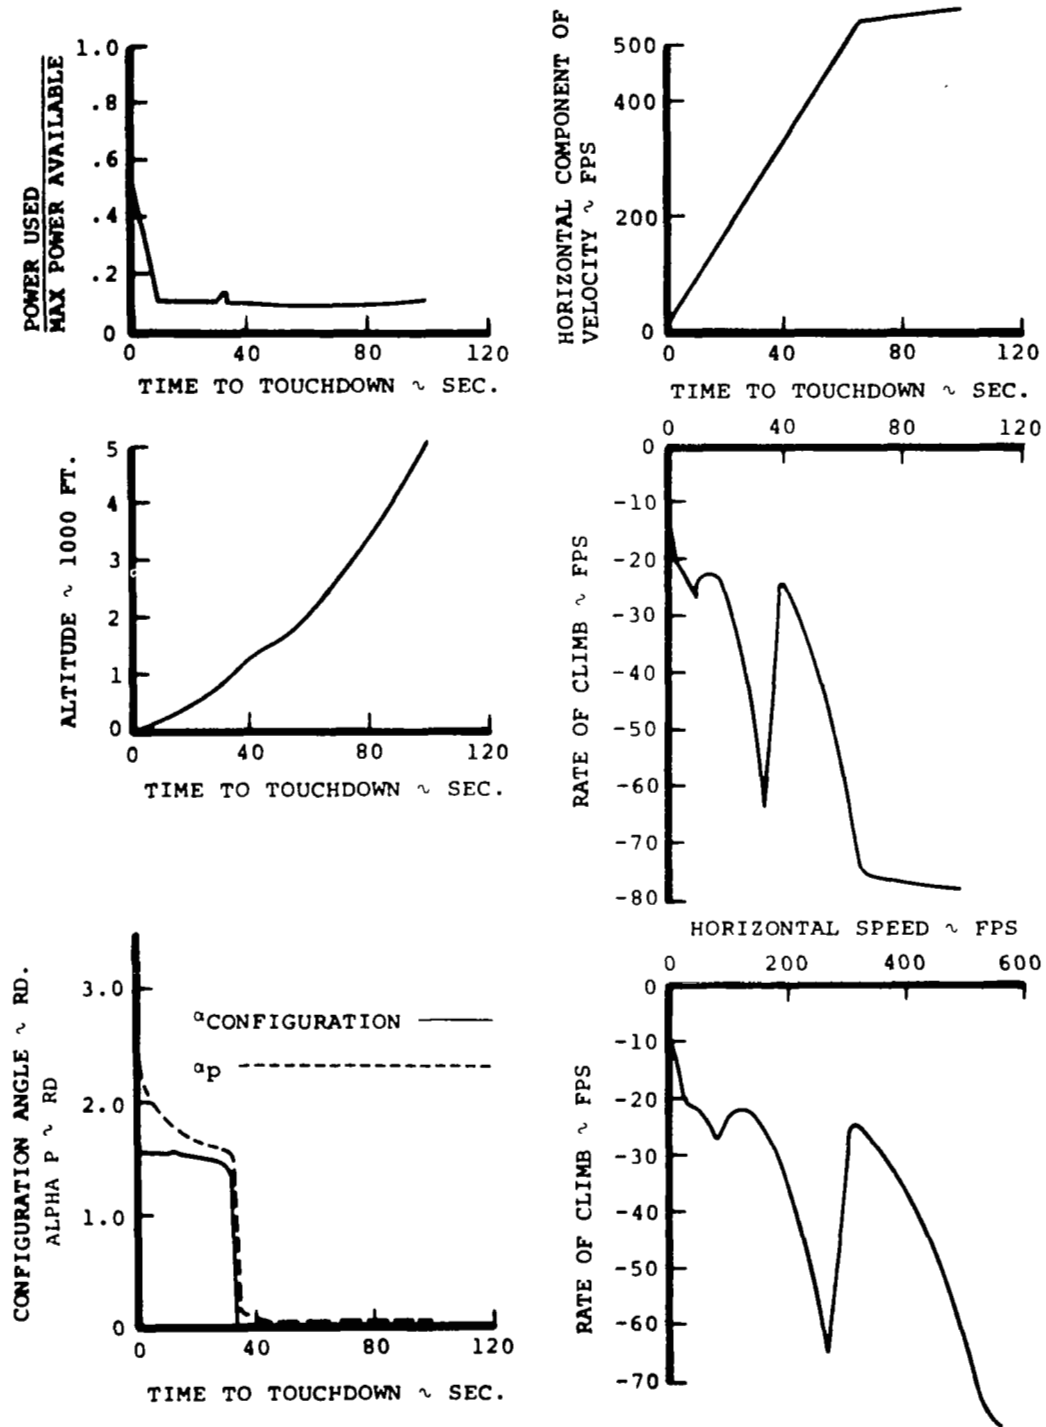 POWER USED
MAX POWER AVAILABLE
1.0
.8
.6
.4
.2
0
0 40 80 120
TIME TO TOUCHDOWN ~ SEC.
HORIZONTAL COMPONENT OF
VELOCITY ~ FPS
500
400
200
0
0 40 80 120
TIME TO TOUCHDOWN ~ SEC.
ALTITUDE ~ 1000 FT.
5
4
3
2
1
0
0 40 80 120
TIME TO TOUCHDOWN ~ SEC.
0 40 80 120
RATE OF CLIMB ~ FPS
0
-10
-20
-30
-40
-50
-60
-70
-80
CONFIGURATION ANGLE ~ RD.
ALPHA P ~ RD
3.0
2.0
1.0
0
αCONFIGURATION
αp
0 40 80 120
TIME TO TOUCHDOWN ~ SEC.
HORIZONTAL SPEED ~ FPS
0 200 400 600
RATE OF CLIMB ~ FPS
0
-10
-20
-30
-40
-50
-60
-70